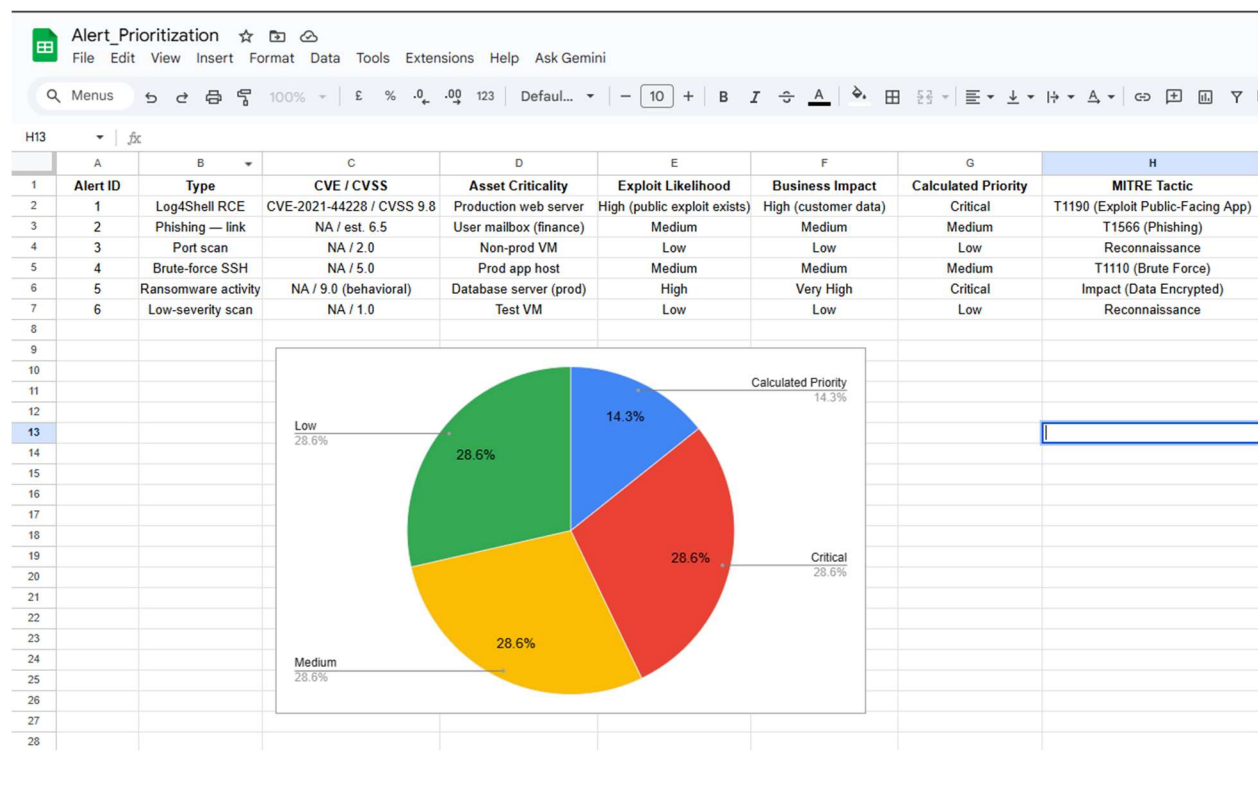 Alert_Prioritization
File Edit View Insert Format Data Tools Extensions Help Ask Gemini
Menus 100% £ % .0 .00 123 Defaul... 10 B I A A
H13 fx
A B C D E F G H
1 Alert ID Type CVE / CVSS Asset Criticality Exploit Likelihood Business Impact Calculated Priority MITRE Tactic
2 1 Log4Shell RCE CVE-2021-44228 / CVSS 9.8 Production web server High (public exploit exists) High (customer data) Critical T1190 (Exploit Public-Facing App)
3 2 Phishing — link NA / est. 6.5 User mailbox (finance) Medium Medium Medium T1566 (Phishing)
4 3 Port scan NA / 2.0 Non-prod VM Low Low Low Reconnaissance
5 4 Brute-force SSH NA / 5.0 Prod app host Medium Medium Medium T1110 (Brute Force)
6 5 Ransomware activity NA / 9.0 (behavioral) Database server (prod) High Very High Critical Impact (Data Encrypted)
7 6 Low-severity scan NA / 1.0 Test VM Low Low Low Reconnaissance
8
9
10
11
12
13
14
15
16
17
18
19
20
21
22
23
24
25
26
27
28
Calculated Priority
14.3%
14.3%
Low
28.6%
28.6%
Critical
28.6%
28.6%
Medium
28.6%
28.6%